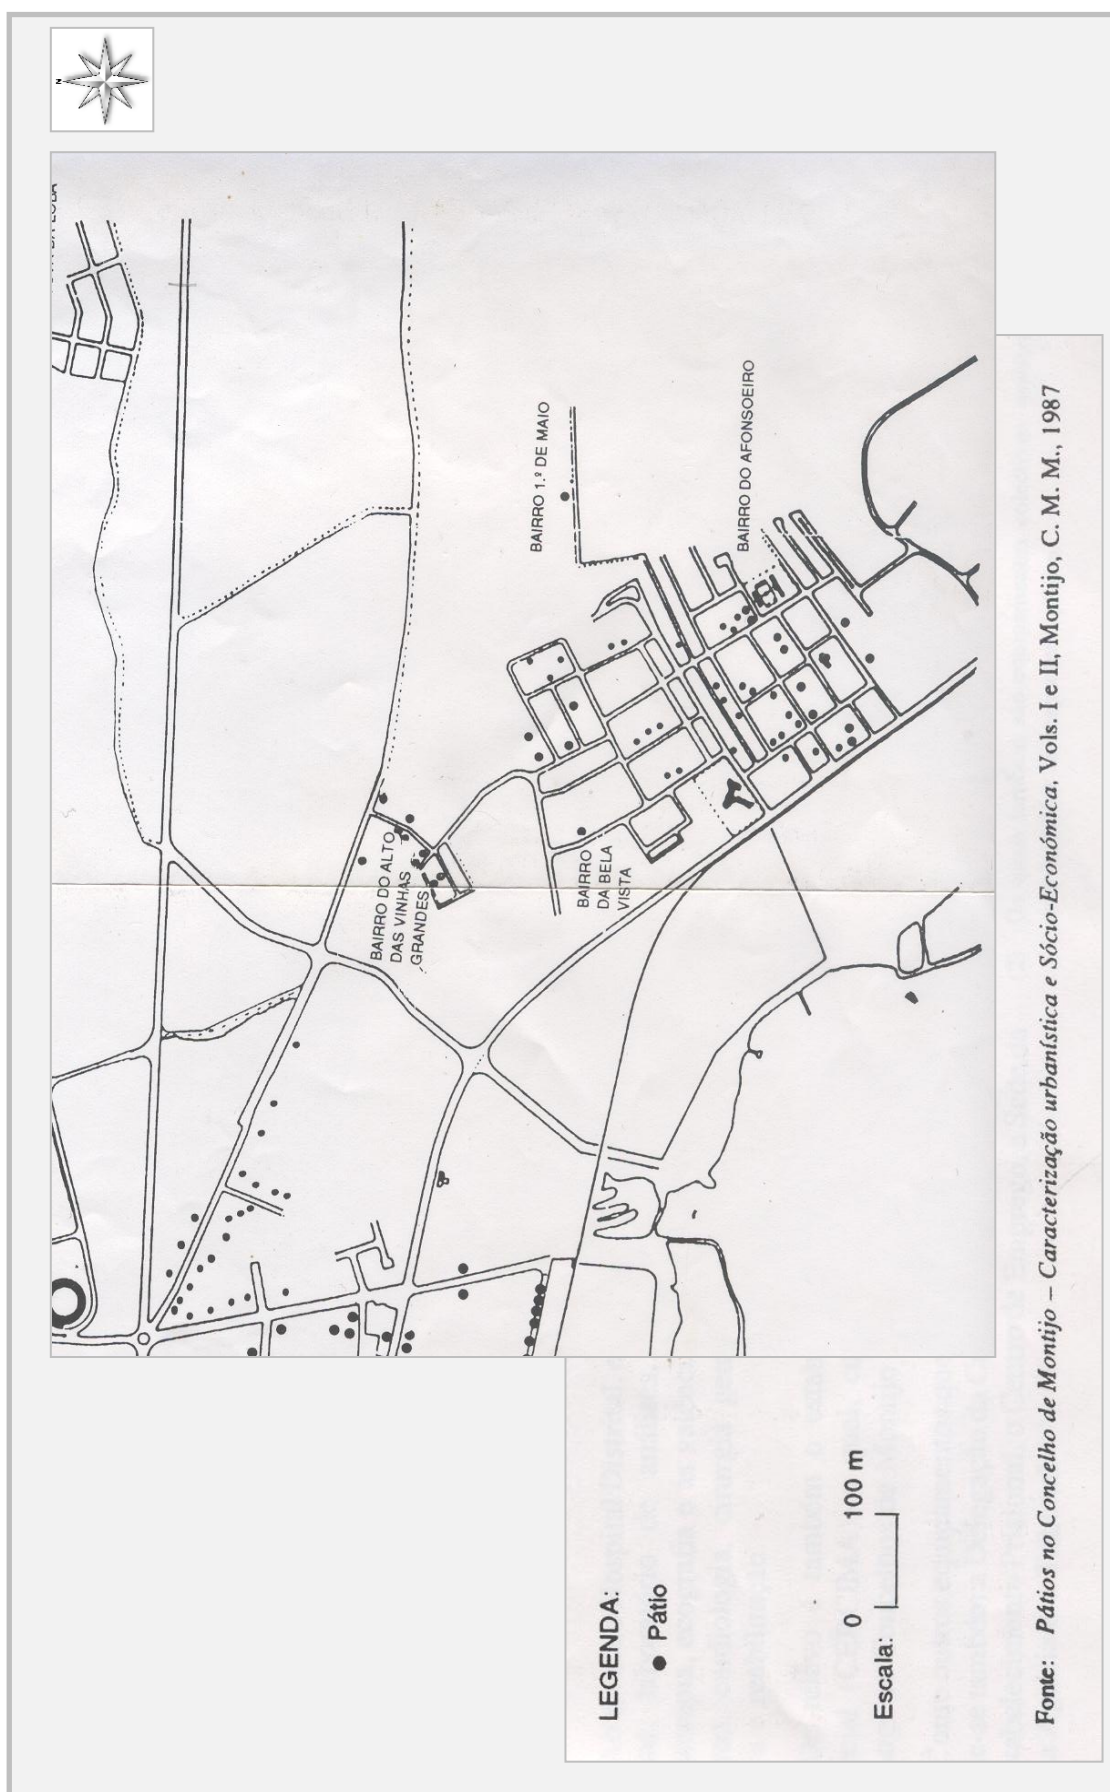 N
BAIRRO 1.º DE MAIO
BAIRRO DO AFONSOEIRO
BAIRRO DO ALTO
DAS VINHAS
GRANDES
BAIRRO
DA BELA
VISTA
LEGENDA:
● Pátio
Escala: 0 100 m
Fonte: Pátios no Concelho de Montijo – Caracterização urbanística e Sócio-Económica, Vols. I e II, Montijo, C. M. M., 1987